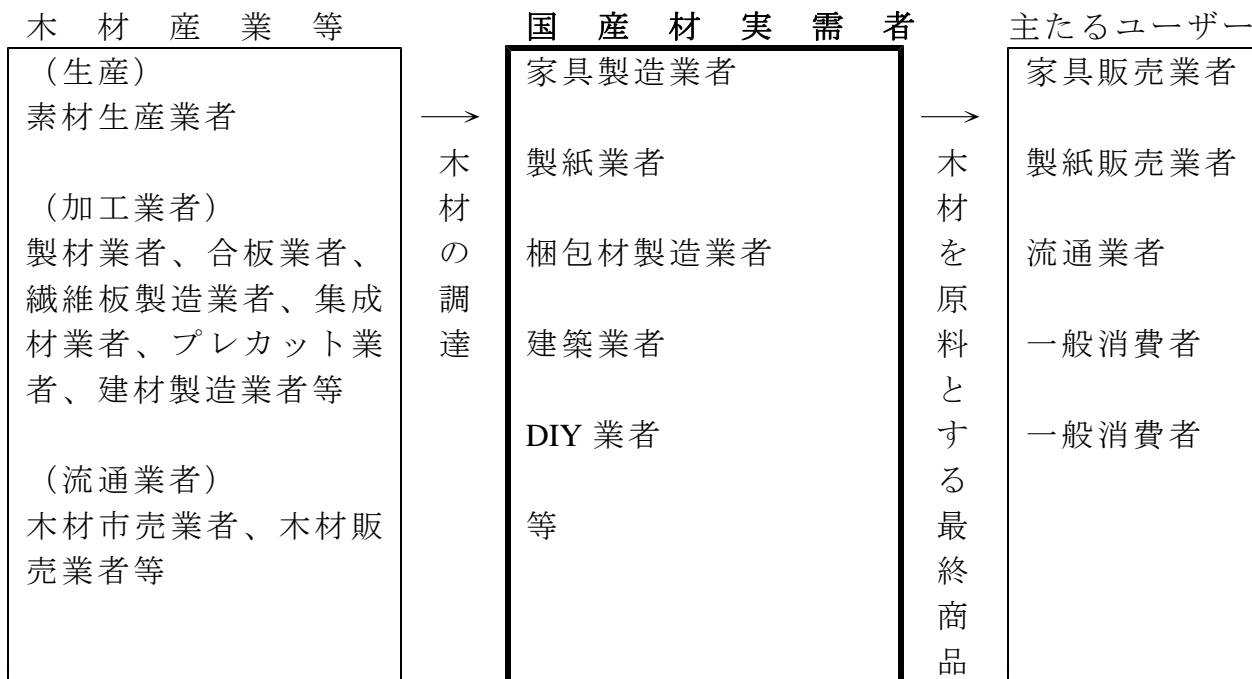 木材産業等
（生産）
素材生産業者
（加工業者）
製材業者、合板業者、
繊維板製造業者、集成
材業者、プレカット業
者、建材製造業者等
（流通業者）
木材市売業者、木材販
売業者等
木材の調達
国産材実需者
家具製造業者
製紙業者
梱包材製造業者
建築業者
DIY 業者
等
木材を原料とする最終商品
主たるユーザー
家具販売業者
製紙販売業者
流通業者
一般消費者
一般消費者